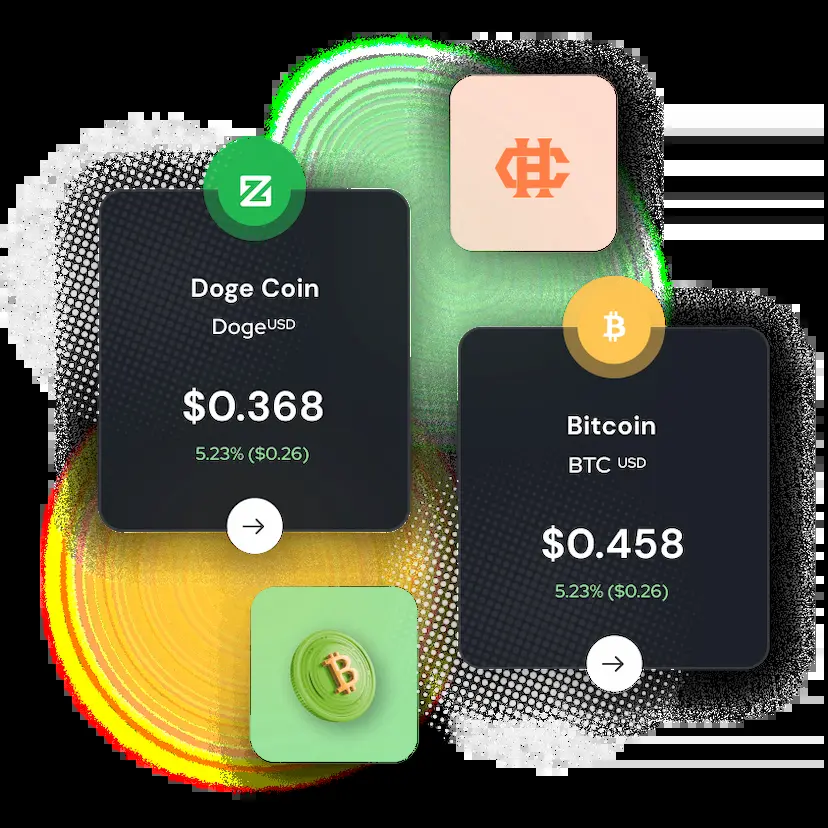 Doge Coin
DogeUSD
$0.368
5.23% ($0.26)
Bitcoin
BTC USD
$0.458
5.23% ($0.26)